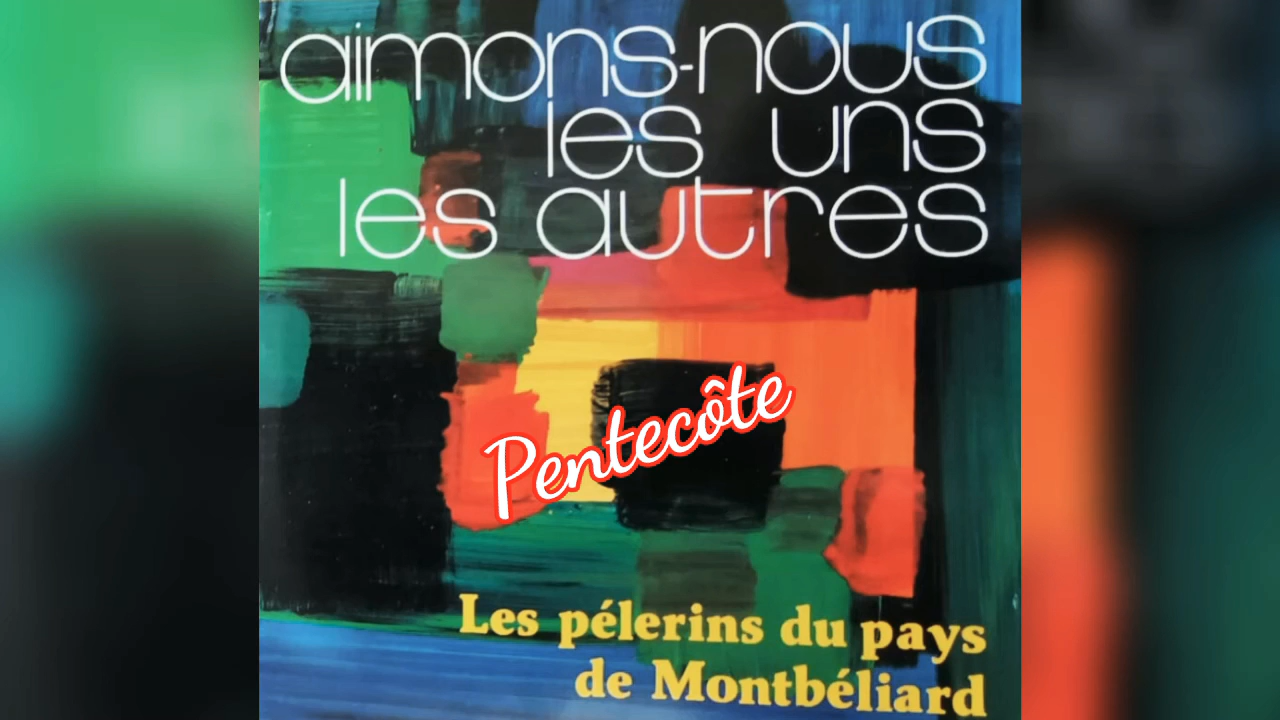 aimons-nous
les uns
les autres
Pentecôte
Les pélerins du pays
de Montbéliard